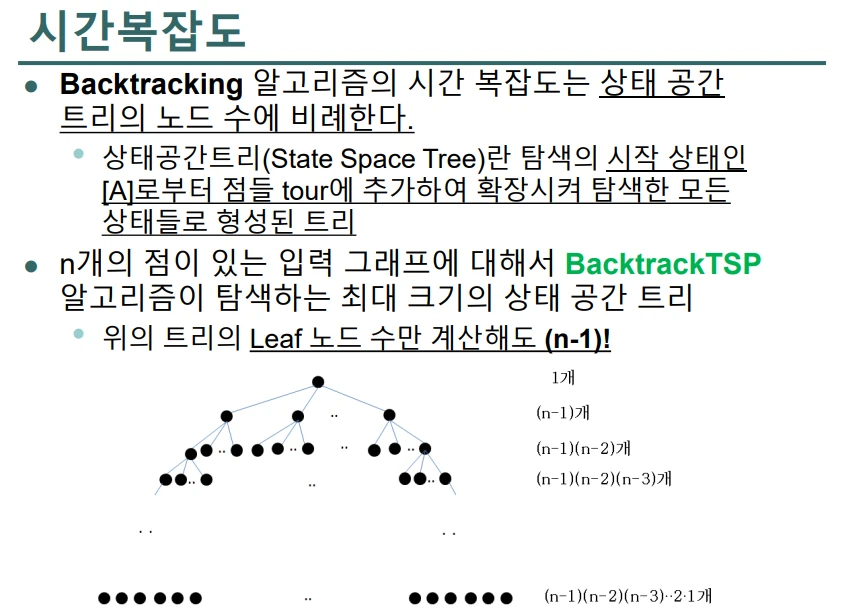 시간복잡도
● Backtracking 알고리즘의 시간 복잡도는 상태 공간
트리의 노드 수에 비례한다.
● 상태공간트리(State Space Tree)란 탐색의 시작 상태인
[A]로부터 점들 tour에 추가하여 확장시켜 탐색한 모든
상태들로 형성된 트리
● n개의 점이 있는 입력 그래프에 대해서 BacktrackTSP
알고리즘이 탐색하는 최대 크기의 상태 공간 트리
● 위의 트리의 Leaf 노드 수만 계산해도 (n-1)!
1개
(n-1)개
(n-1)(n-2)개
(n-1)(n-2)(n-3)개
(n-1)(n-2)(n-3)··2·1개